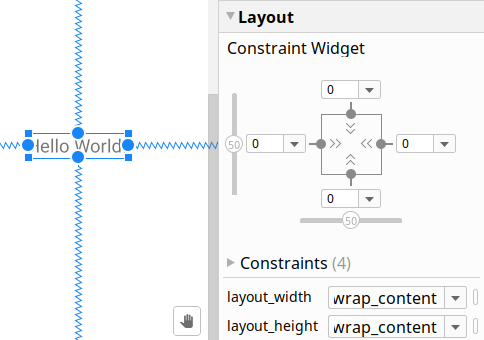 Layout
Constraint Widget
0
Hello World
50
0
0
0
50
Constraints (4)
layout_width wrap_content
layout_height wrap_content